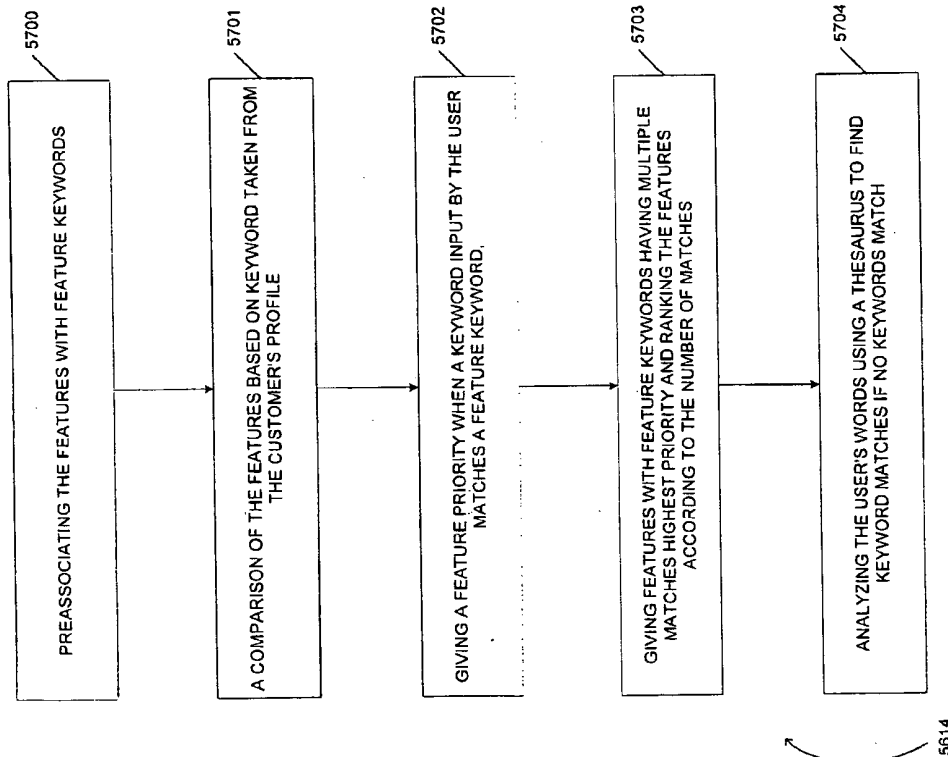 5700
PREASSOCIATING THE FEATURES WITH FEATURE KEYWORDS
5701
A COMPARISON OF THE FEATURES BASED ON KEYWORD TAKEN FROM
THE CUSTOMER'S PROFILE
5702
GIVING A FEATURE PRIORITY WHEN A KEYWORD INPUT BY THE USER
MATCHES A FEATURE KEYWORD,
5703
GIVING FEATURES WITH FEATURE KEYWORDS HAVING MULTIPLE
MATCHES HIGHEST PRIORITY AND RANKING THE FEATURES
ACCORDING TO THE NUMBER OF MATCHES
5704
ANALYZING THE USER'S WORDS USING A THESAURUS TO FIND
KEYWORD MATCHES IF NO KEYWORDS MATCH
5614